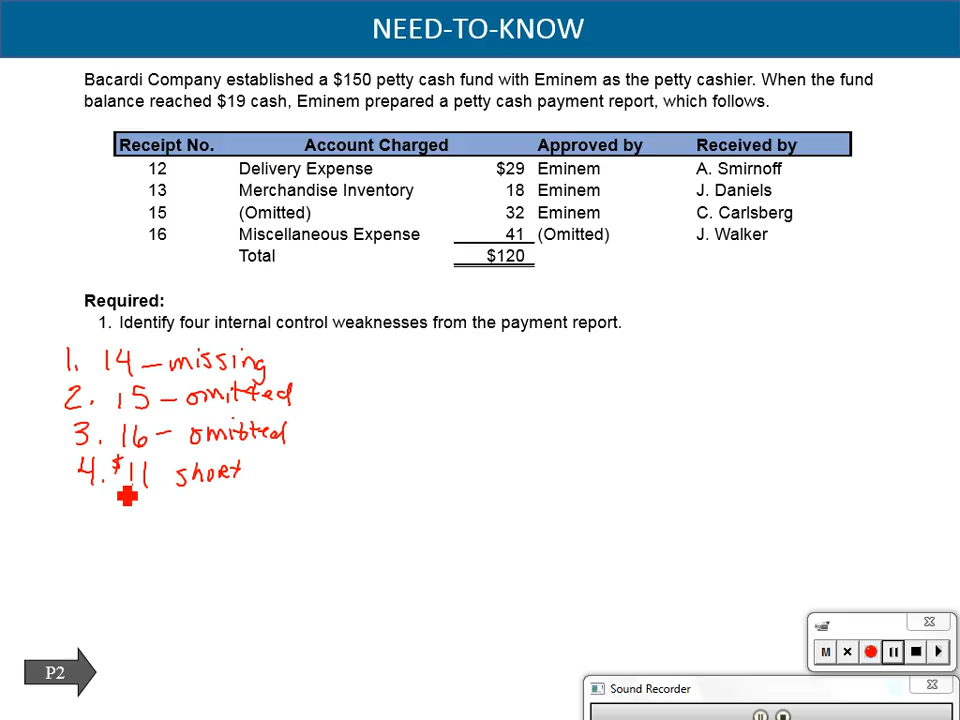 NEED-TO-KNOW
Bacardi Company established a $150 petty cash fund with Eminem as the petty cashier. When the fund
balance reached $19 cash, Eminem prepared a petty cash payment report, which follows.
Receipt No. Account Charged Approved by Received by
12 Delivery Expense $29 Eminem A. Smirnoff
13 Merchandise Inventory 18 Eminem J. Daniels
15 (Omitted) 32 Eminem C. Carlsberg
16 Miscellaneous Expense 41 (Omitted) J. Walker
Total $120
Required:
1. Identify four internal control weaknesses from the payment report.
1. 14 – missing
2. 15 – omitted
3. 16 – omitted
4. $11 short
P2
M
Sound Recorder